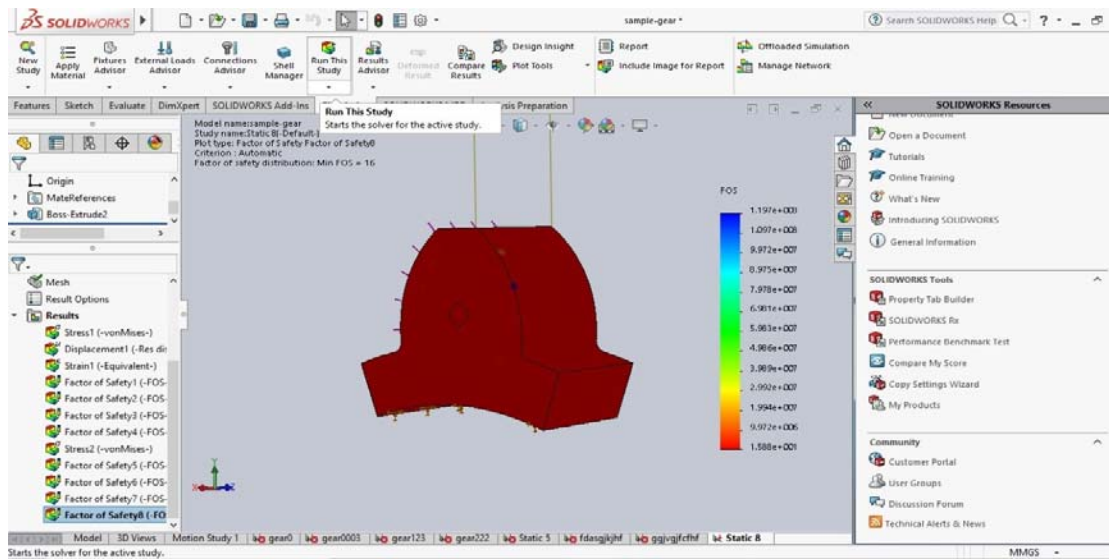 SOLIDWORKS
sample-gear *
Search SOLIDWORKS Help
New Study
Apply Material
Fixtures Advisor
External Loads Advisor
Connections Advisor
Shell Manager
Run This Study
Results Advisor
Deformed Result
Compare Results
Design Insight
Plot Tools
Report
Include Image for Report
Offloaded Simulation
Manage Network
Features Sketch Evaluate DimXpert SOLIDWORKS Add-Ins
Analysis Preparation
Run This Study
Starts the solver for the active study.
Model name:sample-gear
Study name:Static 8(-Default-)
Plot type: Factor of Safety Factor of Safety8
Criterion : Automatic
Factor of safety distribution: Min FOS = 16
Origin
MateReferences
Boss-Extrude2
Mesh
Result Options
Results
Stress1 (-vonMises-)
Displacement1 (-Res dis
Strain1 (-Equivalent-)
Factor of Safety1 (-FOS-
Factor of Safety2 (-FOS-
Factor of Safety3 (-FOS-
Factor of Safety4 (-FOS-
Stress2 (-vonMises-)
Factor of Safety5 (-FOS-
Factor of Safety6 (-FOS-
Factor of Safety7 (-FOS-
Factor of Safety8 (-FO
FOS
1.097e+008
9.972e+007
8.975e+007
7.978e+007
6.981e+007
5.983e+007
4.986e+007
3.989e+007
2.992e+007
1.994e+007
9.972e+006
1.588e+001
SOLIDWORKS Resources
New Document
Open a Document
Tutorials
Online Training
What's New
Introducing SOLIDWORKS
General Information
SOLIDWORKS Tools
Property Tab Builder
SOLIDWORKS Rx
Performance Benchmark Test
Compare My Score
Copy Settings Wizard
My Products
Community
Customer Portal
User Groups
Discussion Forum
Technical Alerts & News
Model 3D Views Motion Study 1 gear0 gear0003 gear123 gear222 Static 5 Static 8
Starts the solver for the active study.
MMGS